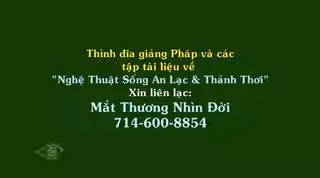 Thỉnh dĩa giảng Pháp và các
tập tài liệu về
"Nghệ Thuật Sống An Lạc & Thảnh Thơi"
Xin liên lạc:
Mắt Thương Nhìn Đời
714-600-8854